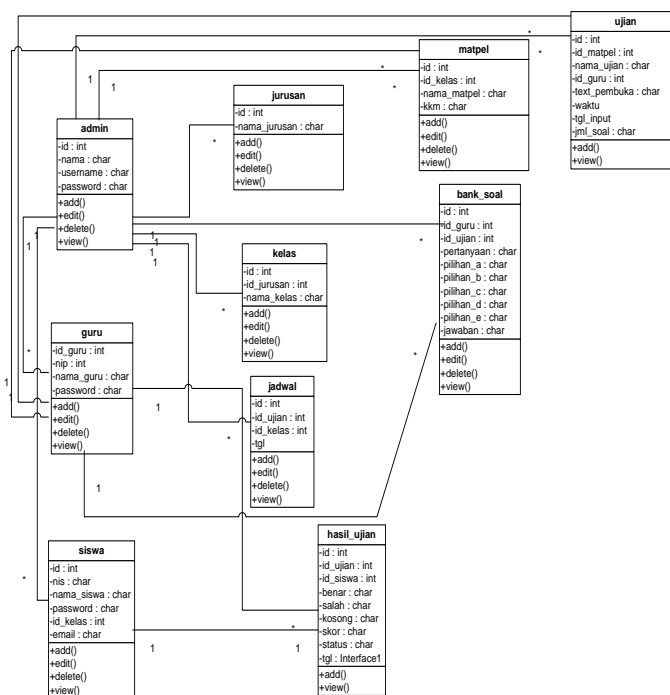 ujian
-id : int
-id_matpel : int
-nama_ujian : char
-id_guru : int
-text_pembuka : char
-waktu
-tgl_input
-jml_soal : char
+add()
+view()
matpel
-id : int
-id_kelas : int
-nama_matpel : char
-kkm : char
+add()
+edit()
+delete()
+view()
jurusan
-id : int
-nama_jurusan : char
+add()
+edit()
+delete()
+view()
admin
-id : int
-nama : char
-username : char
-password : char
+add()
+edit()
+delete()
+view()
bank_soal
-id : int
-id_guru : int
-id_ujian : int
-pertanyaan : char
-pilihan_a : char
-pilihan_b : char
-pilihan_c : char
-pilihan_d : char
-pilihan_e : char
-jawaban : char
+add()
+edit()
+delete()
+view()
kelas
-id : int
-id_jurusan : int
-nama_kelas : char
+add()
+edit()
+delete()
+view()
guru
-id_guru : int
-nip : int
-nama_guru : char
-password : char
+add()
+edit()
+delete()
+view()
jadwal
-id : int
-id_ujian : int
-id_kelas : int
-tgl
+add()
+edit()
+delete()
+view()
hasil_ujian
-id : int
-id_ujian : int
-id_siswa : int
-benar : char
-salah : char
-kosong : char
-skor : char
-status : char
-tgl : Interface1
+add()
+view()
siswa
-id : int
-nis : char
-nama_siswa : char
-password : char
-id_kelas : int
-email : char
+add()
+edit()
+delete()
+view()
1
1
*
*
*
*
*
1
1
1
1
1
*
*
*
1
1
1
*
*
1
*
1
*
1